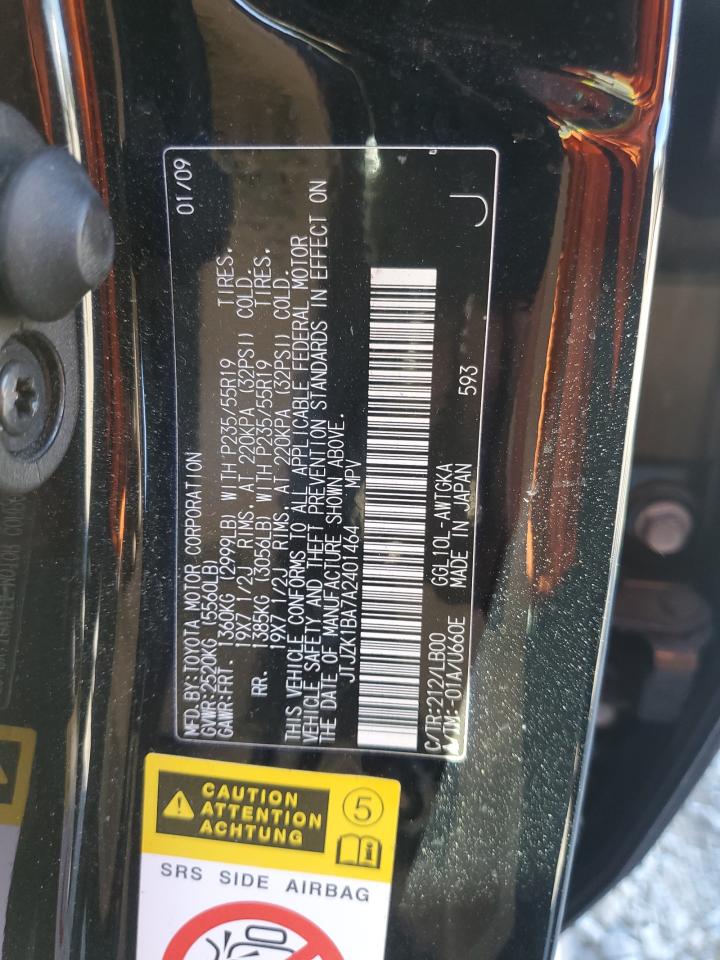 MFD. BY:TOYOTA MOTOR CORPORATION 01/09
GVWR:2520KG (5560LB)
GAWR:FRT. 1360KG (2999LB) WITH P235/55R19 TIRES,
19X7 1/2J RIMS, AT 220KPA (32PSI) COLD.
RR. 1385KG (3056LB) WITH P235/55R19 TIRES,
19X7 1/2J RIMS, AT 220KPA (32PSI) COLD.
THIS VEHICLE CONFORMS TO ALL APPLICABLE FEDERAL MOTOR
VEHICLE SAFETY AND THEFT PREVENTION STANDARDS IN EFFECT ON
THE DATE OF MANUFACTURE SHOWN ABOVE.
JTJZK1BA7A2401464 MPV
C/TR:212/LB00 GGL10L-AWTGKA
A/TM:-01A/U660E MADE IN JAPAN 593
J
CAUTION
ATTENTION
ACHTUNG
5
i
SRS SIDE AIRBAG